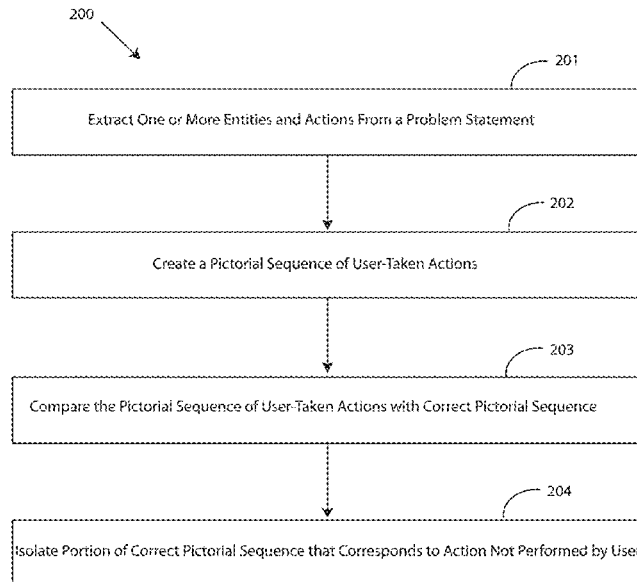 200
201
Extract One or More Entities and Actions From a Problem Statement
202
Create a Pictorial Sequence of User-Taken Actions
203
Compare the Pictorial Sequence of User-Taken Actions with Correct Pictorial Sequence
204
Isolate Portion of Correct Pictorial Sequence that Corresponds to Action Not Performed by User